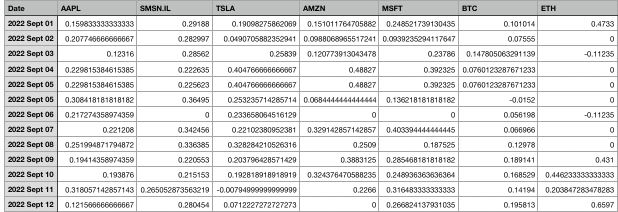 Date AAPL SMSN.IL TSLA AMZN MSFT BTC ETH
2022 Sept 01 0.159833333333333 0.29188 0.19098275862069 0.151011764705882 0.248521739130435 0.101014 0.4733
2022 Sept 02 0.207746666666667 0.282997 0.0490705882352941 0.0988068965517241 0.0939235294117647 0.07555 0
2022 Sept 03 0.12316 0.28562 0.25839 0.120773913043478 0.23786 0.147805063291139 -0.11235
2022 Sept 04 0.229815384615385 0.222635 0.404766666666667 0.48827 0.392325 0.0760123287671233 0
2022 Sept 05 0.229815384615385 0.225623 0.404766666666667 0.48827 0.392325 0.0760123287671233 0
2022 Sept 05 0.308418181818182 0.36495 0.253235714285714 0.0684444444444444 0.136218181818182 -0.0152 0
2022 Sept 06 0.217274358974359 0 0.233658064516129 0 0 0.056198 -0.11235
2022 Sept 07 0.221208 0.342456 0.22102380952381 0.329142857142857 0.403394444444445 0.066966 0
2022 Sept 08 0.251994871794872 0.336385 0.328284210526316 0.2509 0.187525 0.12978 0
2022 Sept 09 0.19414358974359 0.220553 0.203796428571429 0.3883125 0.285468181818182 0.189141 0.431
2022 Sept 10 0.193876 0.215153 0.192818918918919 0.324376470588235 0.248936363636364 0.168529 0.446233333333333
2022 Sept 11 0.318057142857143 0.265052873563219 -0.00794999999999999 0.2266 0.316483333333333 0.14194 0.203847283478283
2022 Sept 12 0.121566666666667 0.280454 0.0712227272727273 0 0.266824137931035 0.195813 0.6597